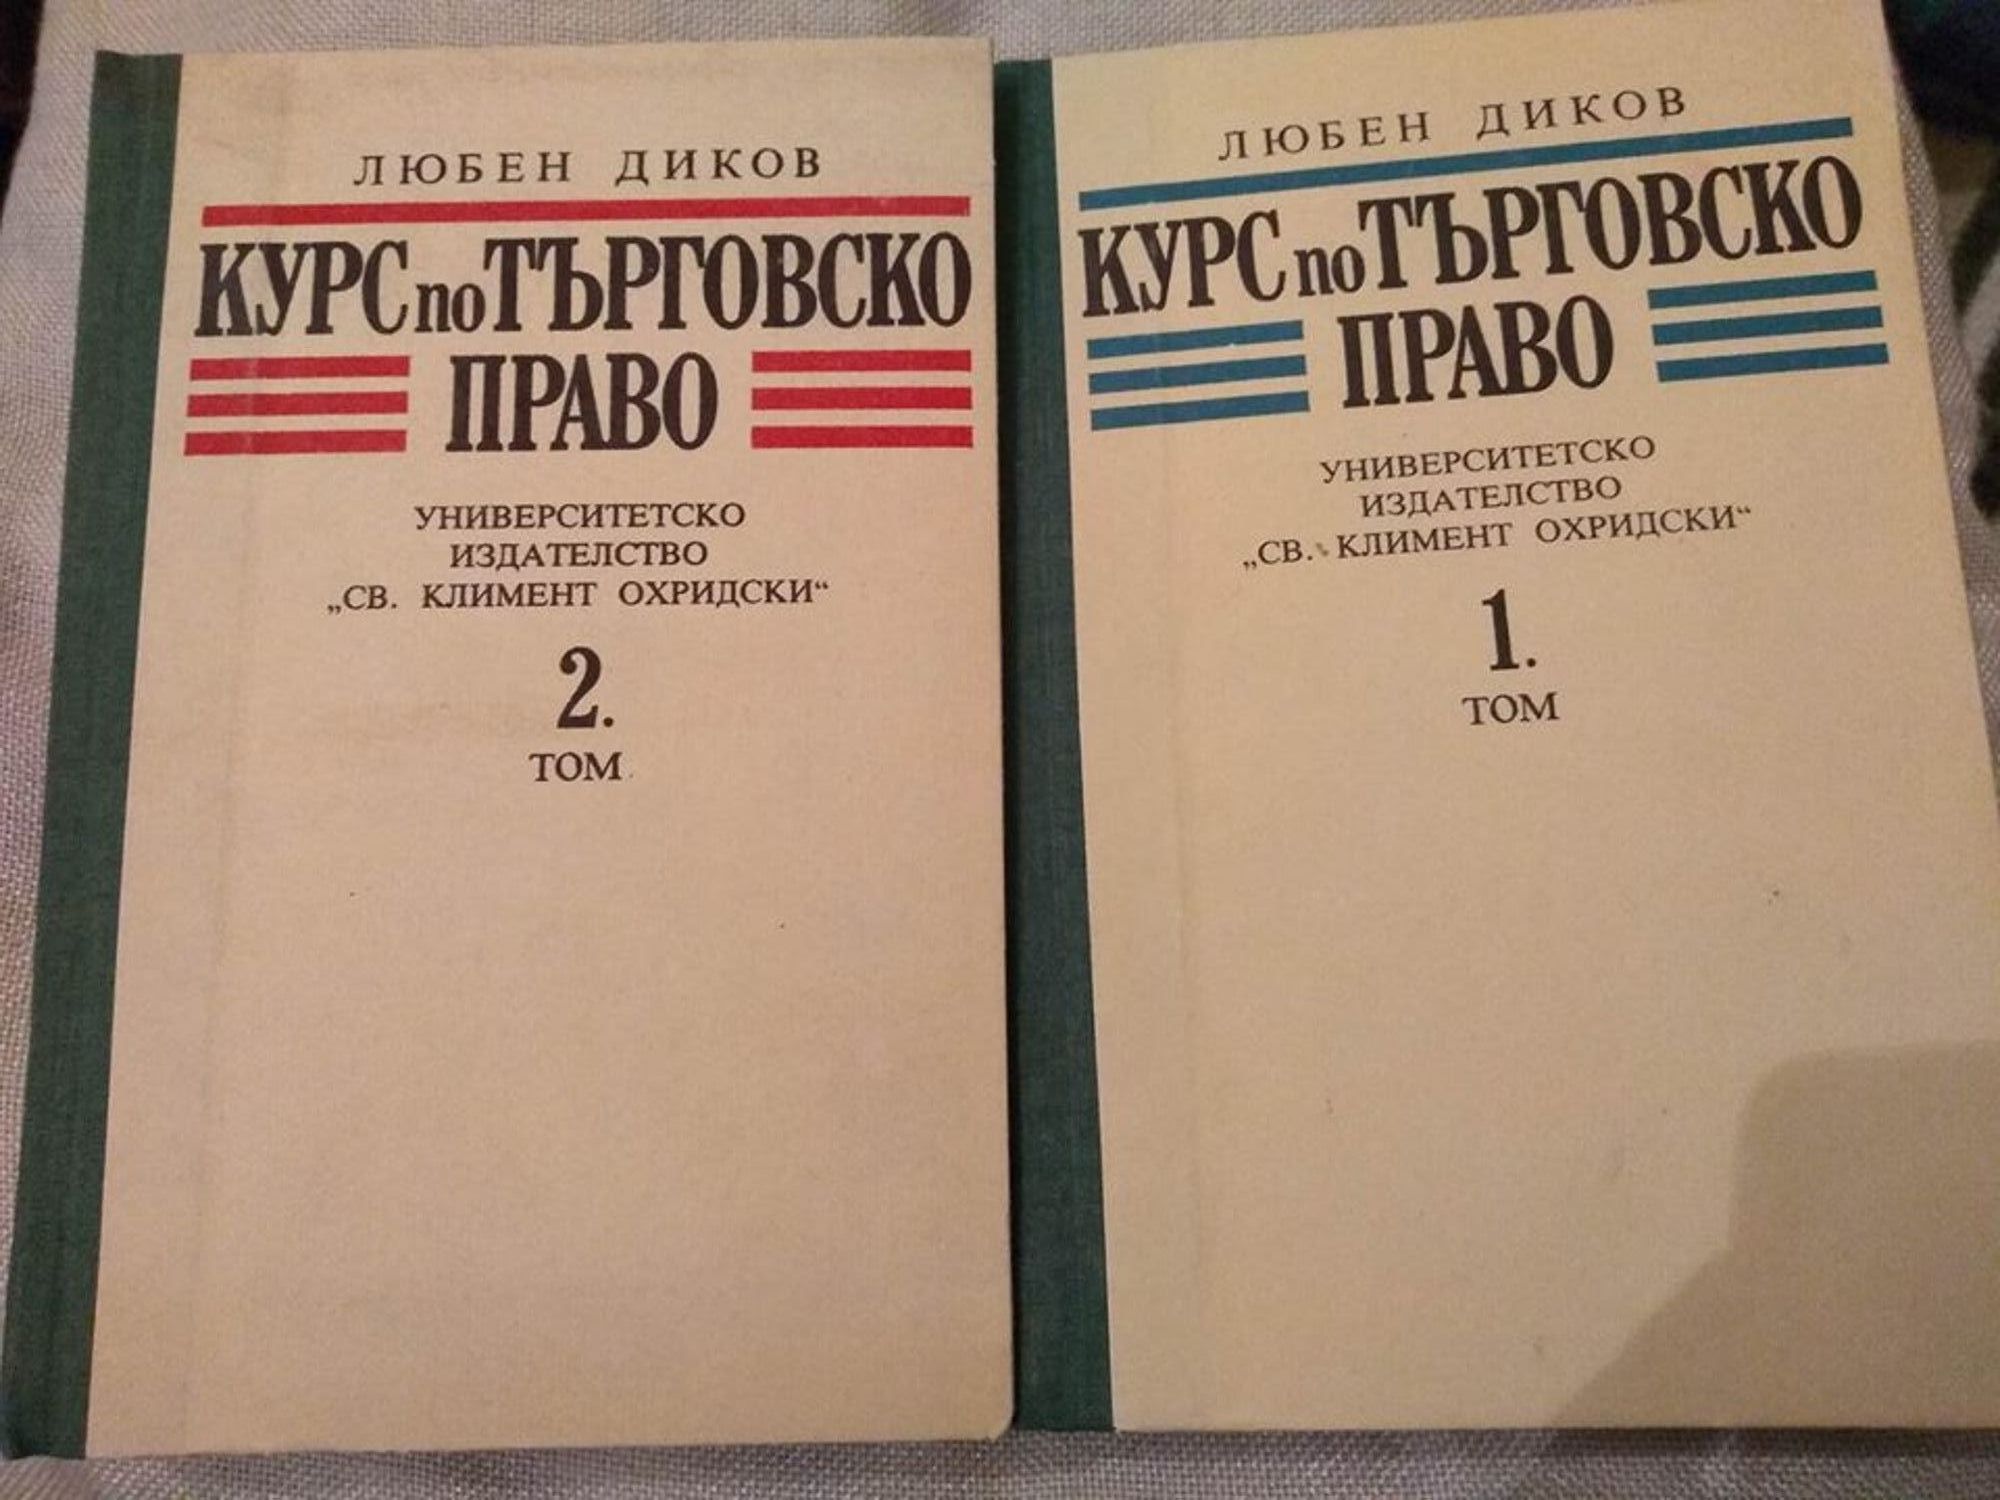 ЛЮБЕН ДИКОВ
КУРС по ТЪРГОВСКО
ПРАВО
УНИВЕРСИТЕТСКО
ИЗДАТЕЛСТВО
„СВ. КЛИМЕНТ ОХРИДСКИ“
2.
ТОМ
ЛЮБЕН ДИКОВ
КУРС по ТЪРГОВСКО
ПРАВО
УНИВЕРСИТЕТСКО
ИЗДАТЕЛСТВО
„СВ. КЛИМЕНТ ОХРИДСКИ“
1.
ТОМ